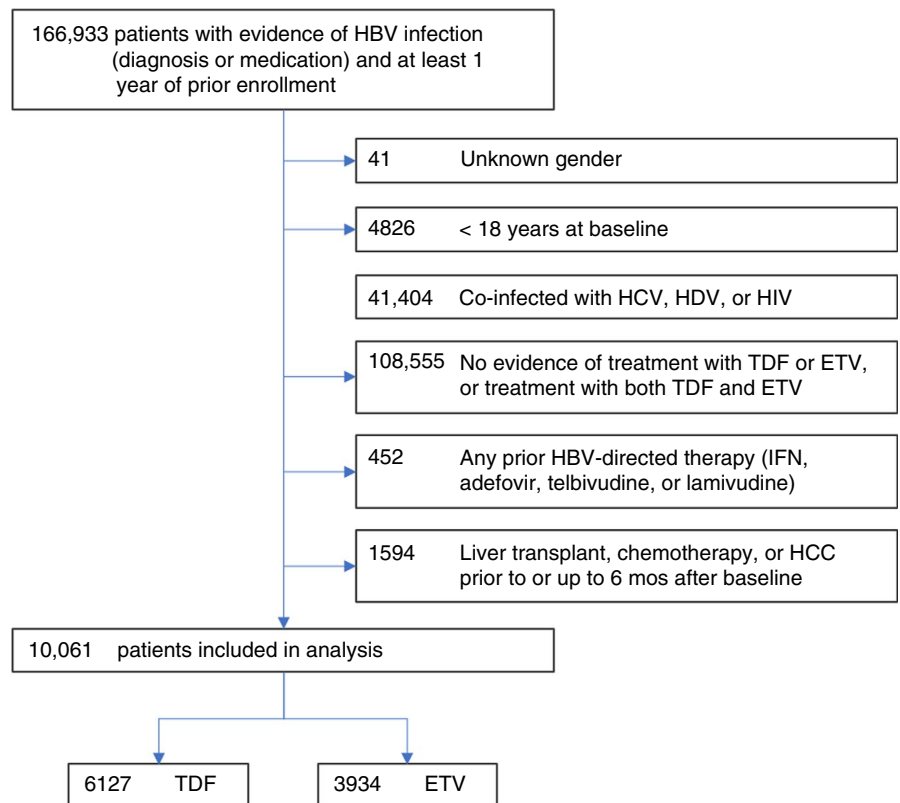 166,933 patients with evidence of HBV infection
(diagnosis or medication) and at least 1
year of prior enrollment
41 Unknown gender
4826 < 18 years at baseline
41,404 Co-infected with HCV, HDV, or HIV
108,555 No evidence of treatment with TDF or ETV,
or treatment with both TDF and ETV
452 Any prior HBV-directed therapy (IFN,
adefovir, telbivudine, or lamivudine)
1594 Liver transplant, chemotherapy, or HCC
prior to or up to 6 mos after baseline
10,061 patients included in analysis
6127 TDF
3934 ETV